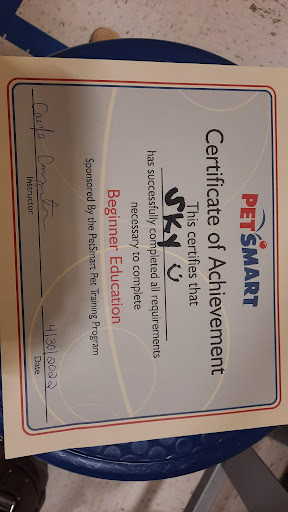 PETSMART
Certificate of Achievement
This certifies that
SKY
has successfully completed all requirements
necessary to complete
Beginner Education
Sponsored By the PetSmart Pet Training Program
4/30/2022
Instructor
Date